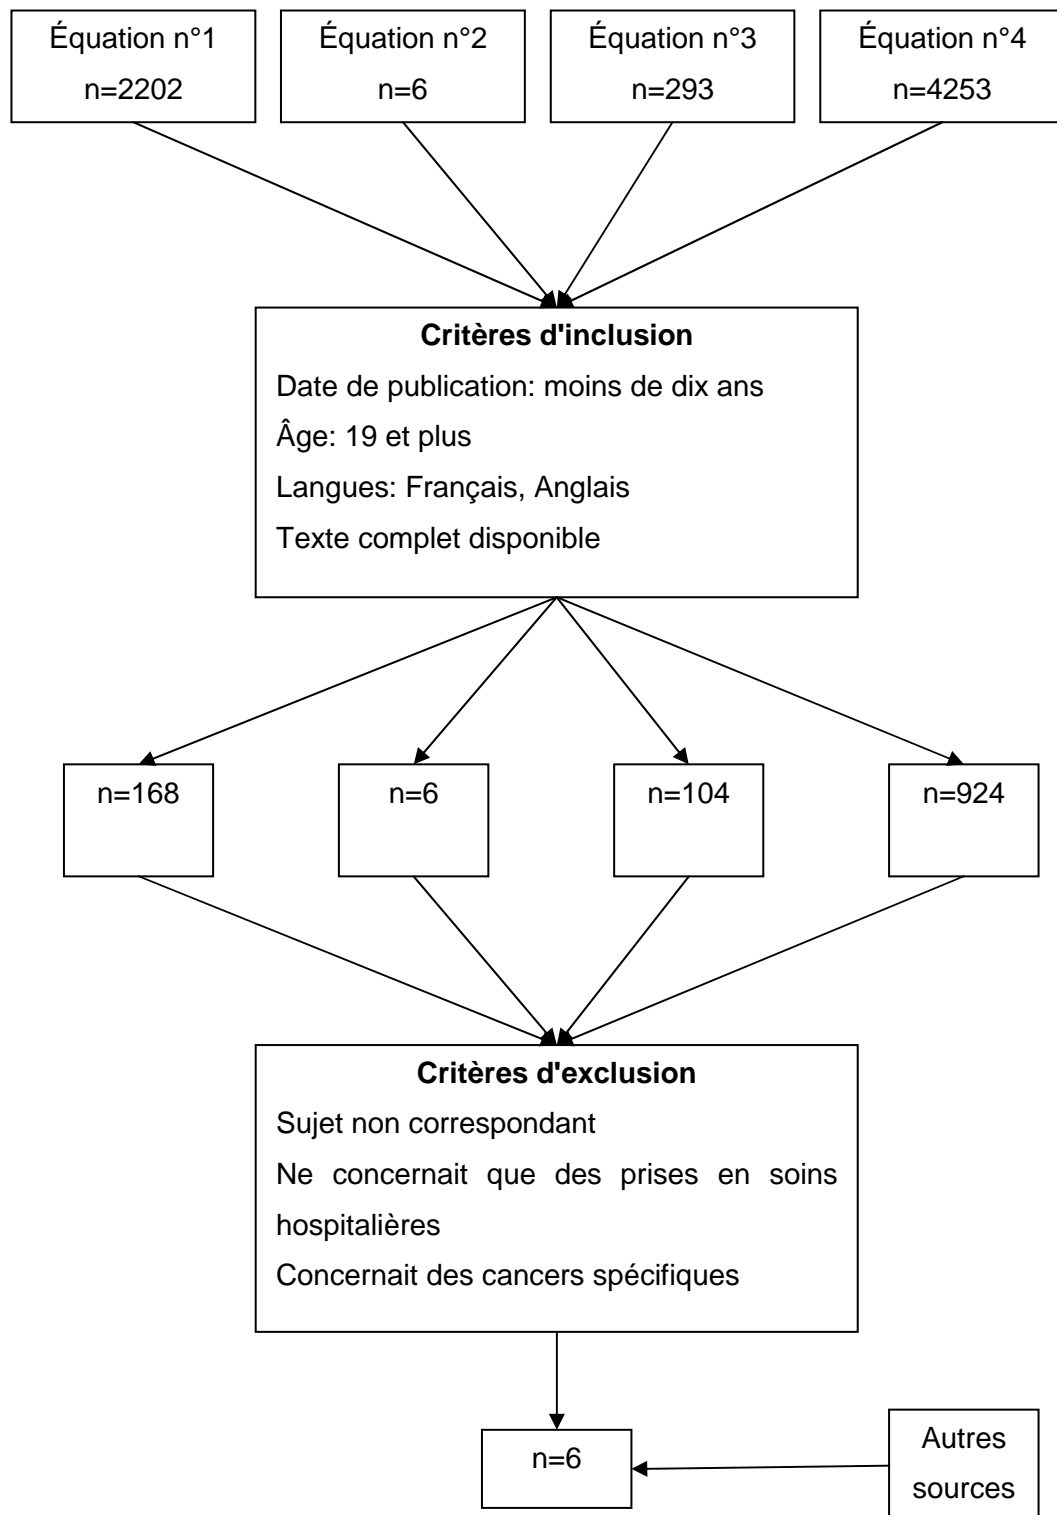 Équation n°1
n=2202
Équation n°2
n=6
Équation n°3
n=293
Équation n°4
n=4253
Critères d'inclusion
Date de publication: moins de dix ans
Âge: 19 et plus
Langues: Français, Anglais
Texte complet disponible
n=168
n=6
n=104
n=924
Critères d'exclusion
Sujet non correspondant
Ne concernait que des prises en soins
hospitalières
Concernait des cancers spécifiques
n=6
Autres
sources